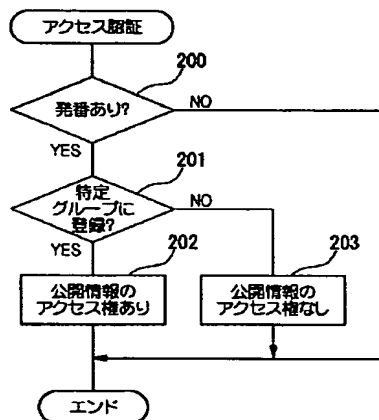 アクセス認証
200
発番あり?
NO
YES
201
特定
グループに
登録?
NO
YES
202
203
公開情報の
アクセス権あり
公開情報の
アクセス権なし
エンド